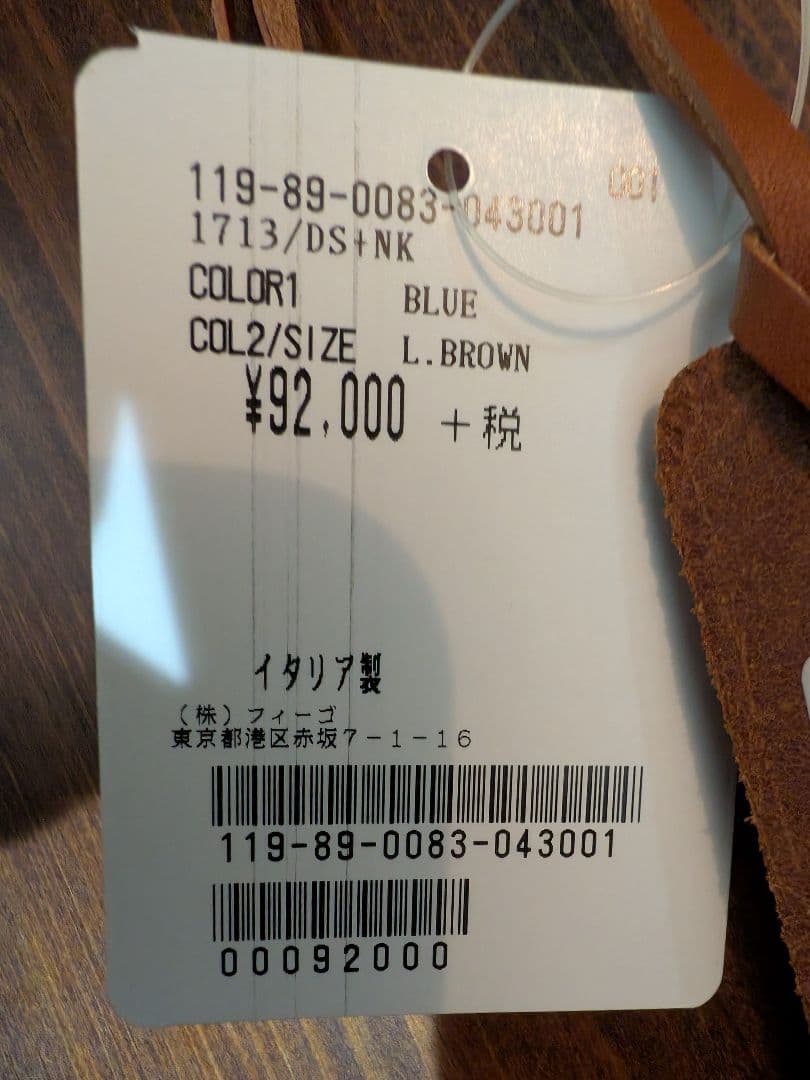 001
119-89-0083-043001
1713/DS+NK
COLOR1 BLUE
COL2/SIZE L.BROWN
¥92,000 +税
イタリア製
(株)フィーゴ
東京都港区赤坂7-1-16
119-89-0083-043001
00092000